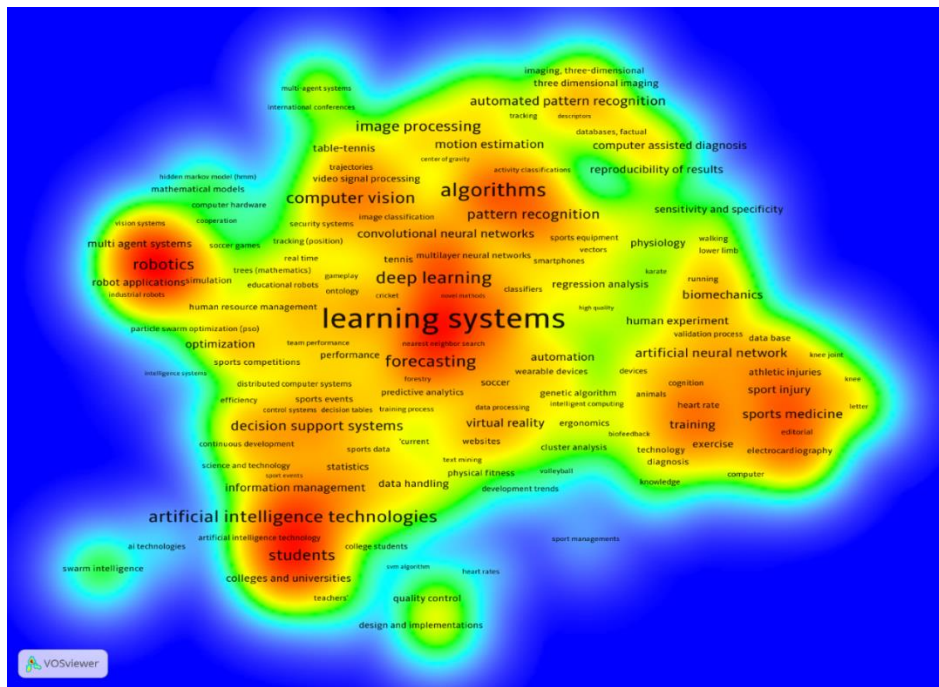 imaging, three-dimensional
three dimensional imaging
multi-agent systems
automated pattern recognition
international conferences
tracking
descriptors
image processing
databases, factual
table-tennis
motion estimation
computer assisted diagnosis
center of gravity
trajectories
activity classifications
reproducibility of results
hidden markov model (hmm)
video signal processing
mathematical models
computer vision
algorithms
computer hardware
sensitivity and specificity
vision systems
cooperation
security systems
image classification
pattern recognition
convolutional neural networks
sports equipment
multi agent systems
soccer games
tracking (position)
physiology
walking
vectors
lower limb
real time
tennis
multilayer neural networks
smartphones
robotics
trees (mathematics)
karate
robot applications
simulation
educational robots
gameplay
deep learning
regression analysis
running
ontology
classifiers
industrial robots
cricket
novel methods
biomechanics
human resource management
high quality
learning systems
human experiment
particle swarm optimization (pso)
validation process
data base
optimization
team performance
nearest neighbor search
performance
artificial neural network
knee joint
sports competitions
forecasting
automation
intelligence systems
wearable devices
devices
athletic injuries
forestry
knee
distributed computer systems
soccer
cognition
predictive analytics
genetic algorithm
animals
sport injury
efficiency
sports events
intelligent computing
heart rate
letter
control systems
decision tables
training process
data processing
sports medicine
decision support systems
virtual reality
ergonomics
training
biofeedback
editorial
continuous development
'current
websites
cluster analysis
exercise
sports data
technology
electrocardiography
text mining
science and technology
statistics
diagnosis
sport events
physical fitness
volleyball
computer
information management
data handling
development trends
knowledge
artificial intelligence technologies
artificial intelligence technology
sport managements
ai technologies
college students
students
swarm intelligence
svm algorithm
heart rates
colleges and universities
teachers'
quality control
design and implementations
VOSviewer